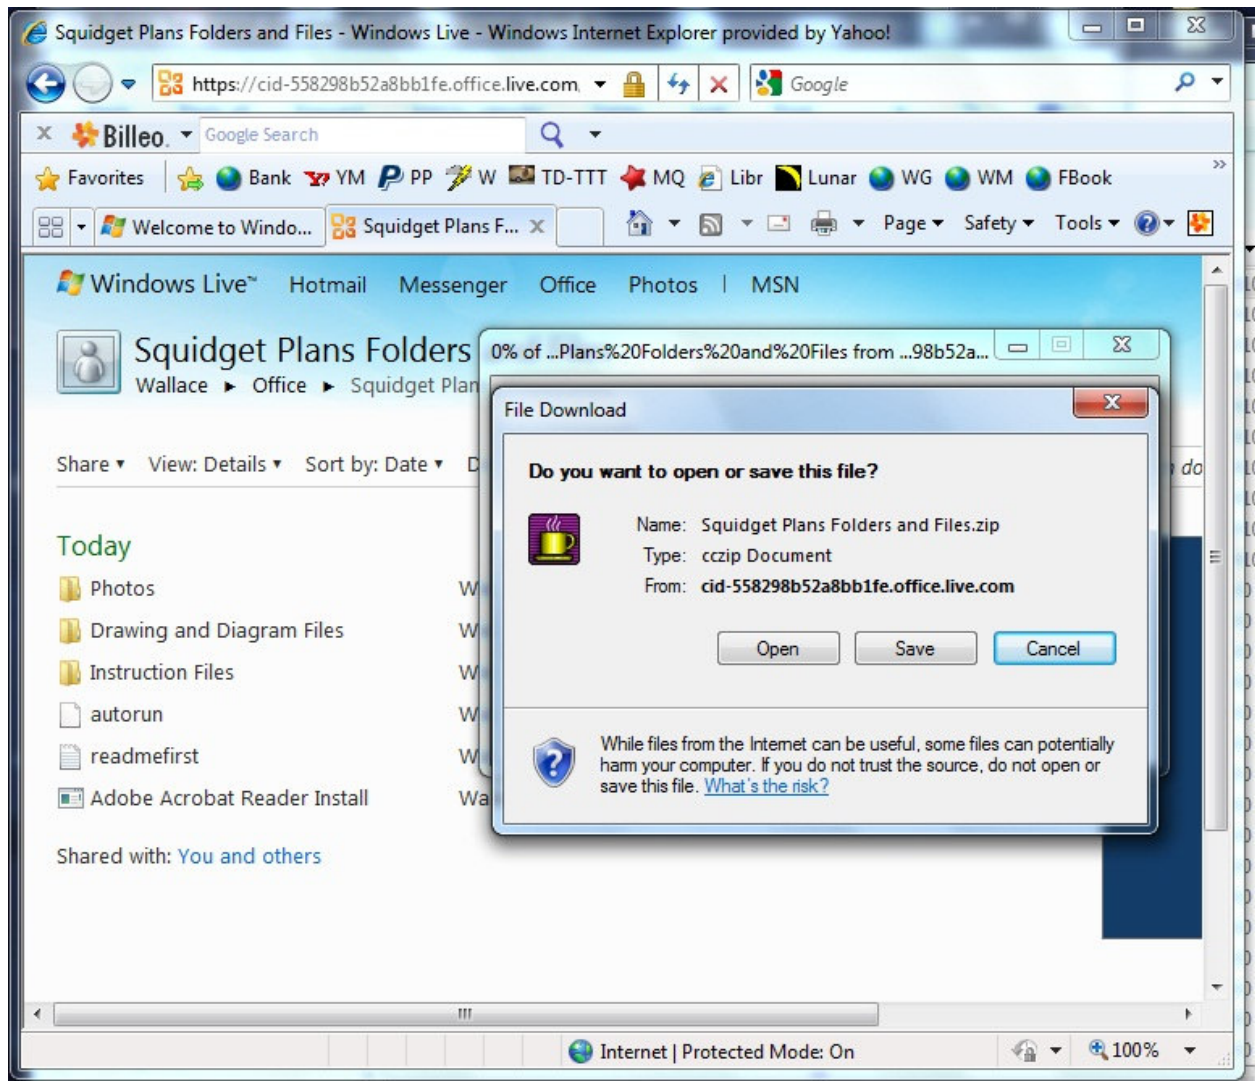 Squidget Plans Folders and Files - Windows Live - Windows Internet Explorer provided by Yahoo!
https://cid-558298b52a8bb1fe.office.live.com, Google
Billeo. Google Search
Favorites Bank YM PP W TD-TTT MQ Libr Lunar WG WM FBook
Welcome to Windo... Squidget Plans F... Page Safety Tools
Windows Live™ Hotmail Messenger Office Photos | MSN
Squidget Plans Folders
Wallace ► Office ► Squidget Plan
0% of ...Plans%20Folders%20and%20Files from ...98b52a...
File Download
Share View: Details Sort by: Date D
do
Do you want to open or save this file?
Name: Squidget Plans Folders and Files.zip
Type: cczip Document
From: cid-558298b52a8bb1fe.office.live.com
Open Save Cancel
While files from the Internet can be useful, some files can potentially
harm your computer. If you do not trust the source, do not open or
save this file. What's the risk?
Today
Photos W
Drawing and Diagram Files W
Instruction Files W
autorun W
readmefirst W
Adobe Acrobat Reader Install Wa
Shared with: You and others
Internet | Protected Mode: On 100%